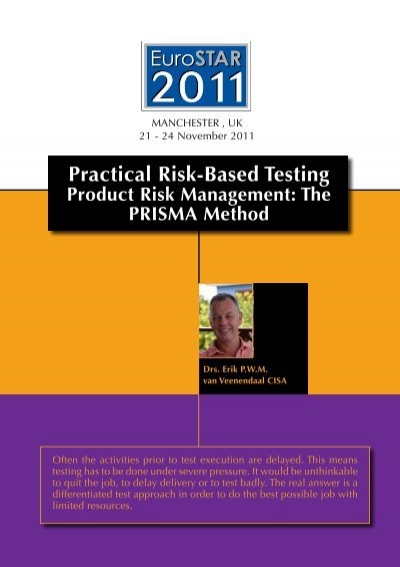 EuroSTAR
2011
MANCHESTER , UK
21 - 24 November 2011
Practical Risk-Based Testing
Product Risk Management: The
PRISMA Method
Drs. Erik P.W.M.
van Veenendaal CISA
Often the activities prior to test execution are delayed. This means
testing has to be done under severe pressure. It would be unthinkable
to quit the job, to delay delivery or to test badly. The real answer is a
differentiated test approach in order to do the best possible job with
limited resources.